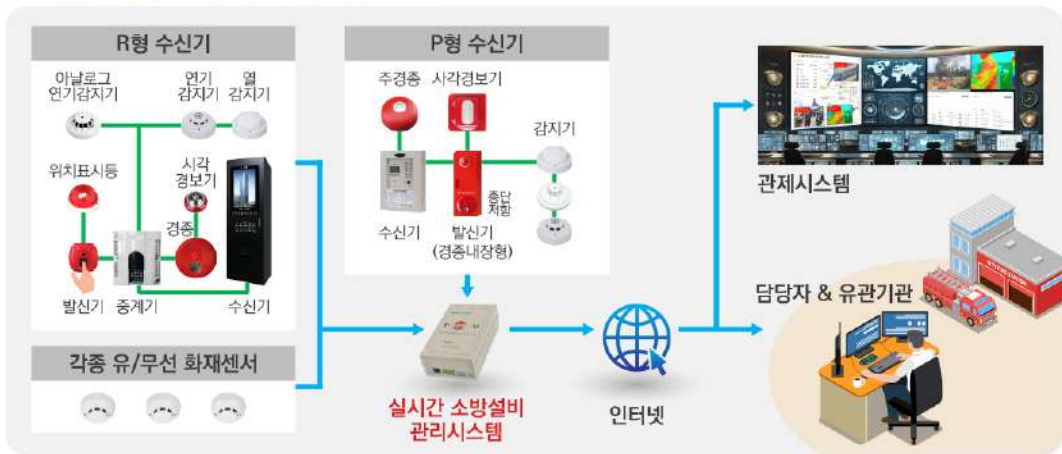 R형 수신기
아날로그
연기감지기
연기
감지기
열
감지기
위치표시등
시각
경보기
경종
발신기
중계기
수신기
각종 유/무선 화재센서
P형 수신기
주경종
시각경보기
감지기
종단
저항
수신기
발신기
(경종내장형)
실시간 소방설비
관리시스템
인터넷
관제시스템
담당자 & 유관기관